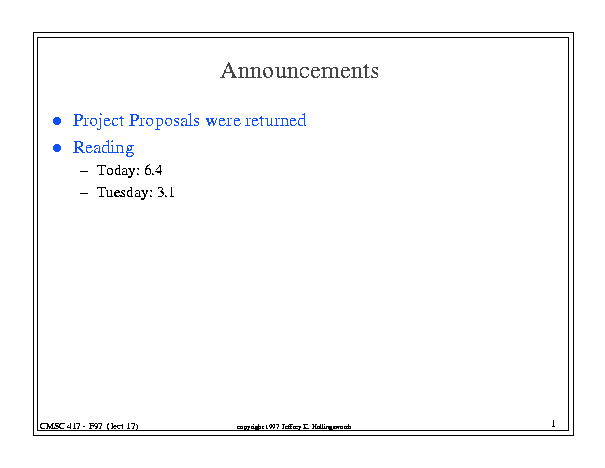 Announcements
● Project Proposals were returned
● Reading
– Today: 6.4
– Tuesday: 3.1
CMSC 417 - F97 (lect 17)
copyright 1997 Jeffrey K. Hollingsworth
1